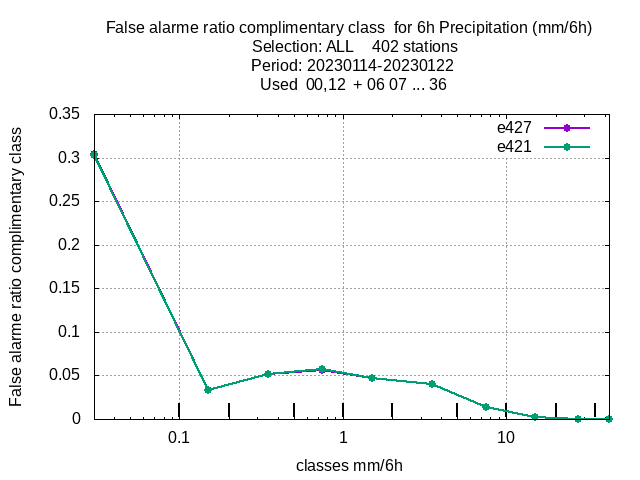 False alarme ratio complimentary class  for 6h Precipitation (mm/6h)
Selection: ALL    402 stations
Period: 20230114-20230122
Used  00,12  + 06 07 ... 36
e427
e421
False alarme ratio complimentary class
0.35
0.3
0.25
0.2
0.15
0.1
0.05
0
0.1
1
10
classes mm/6h